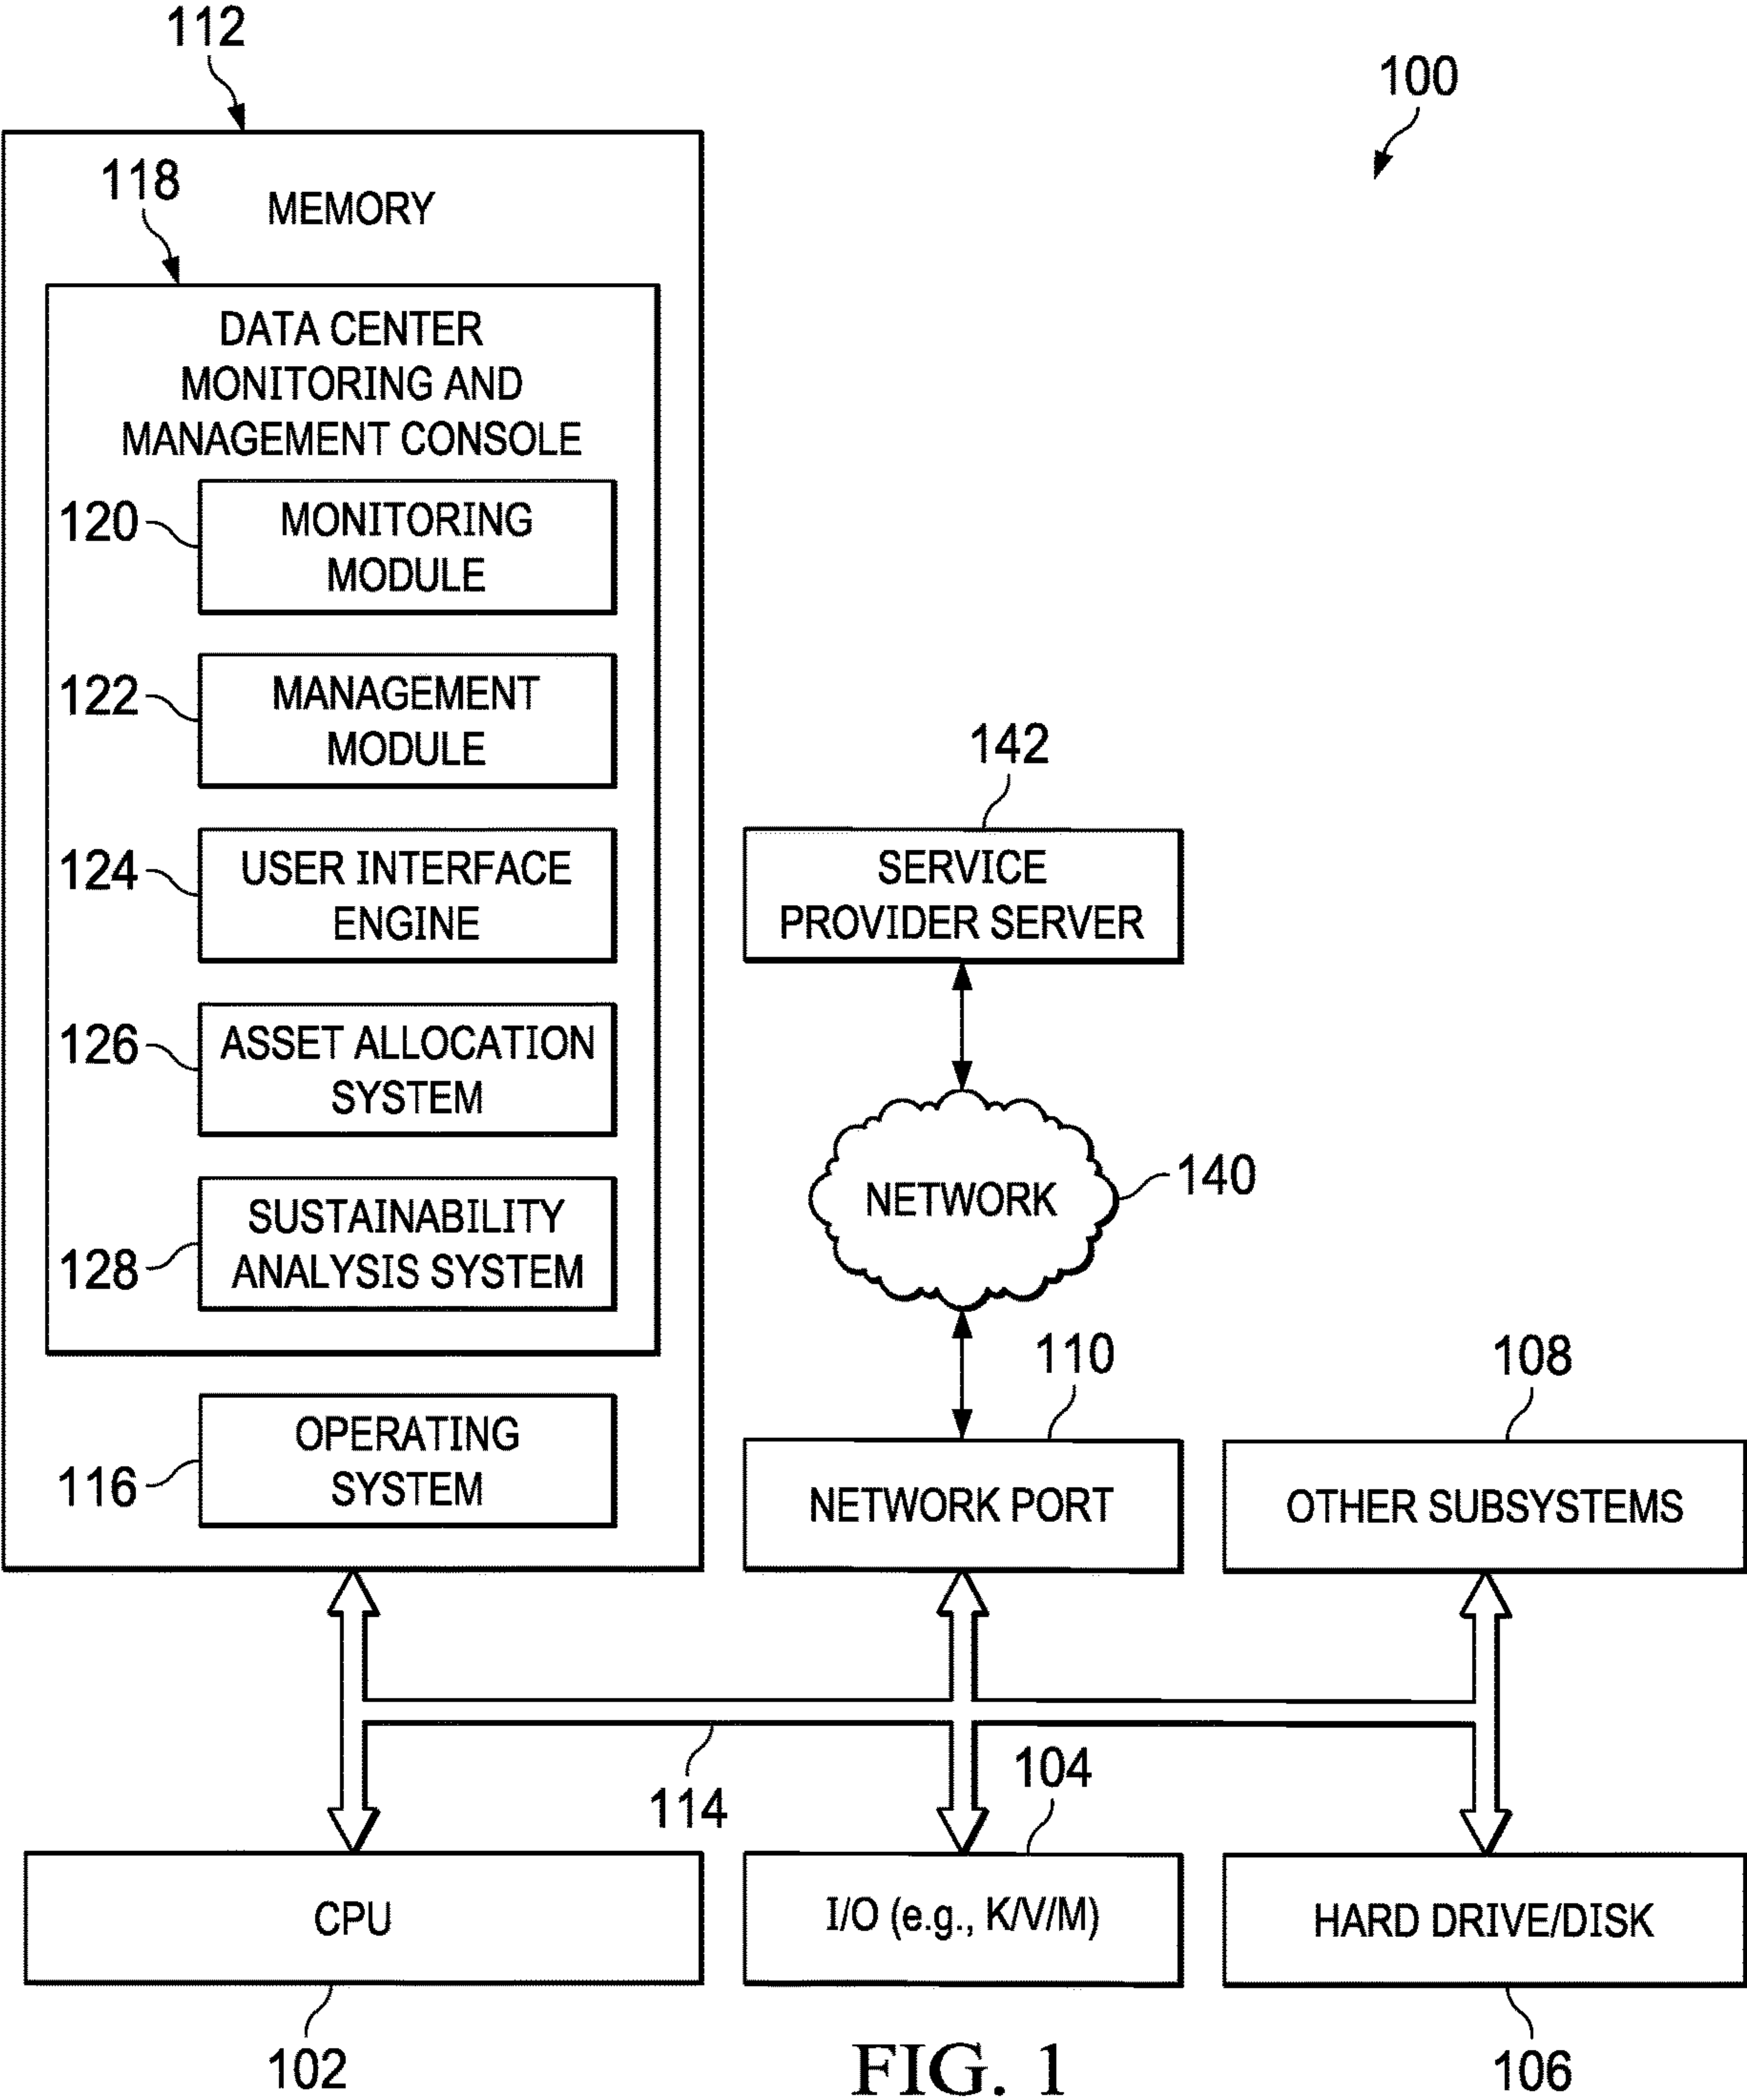 112
100
118
MEMORY
DATA CENTER
MONITORING AND
MANAGEMENT CONSOLE
120
MONITORING
MODULE
122
MANAGEMENT
MODULE
142
124
USER INTERFACE
ENGINE
SERVICE
PROVIDER SERVER
126
ASSET ALLOCATION
SYSTEM
NETWORK
140
128
SUSTAINABILITY
ANALYSIS SYSTEM
110
108
116
OPERATING
SYSTEM
NETWORK PORT
OTHER SUBSYSTEMS
114
104
CPU
I/O (e.g., K/V/M)
HARD DRIVE/DISK
102
106
FIG. 1